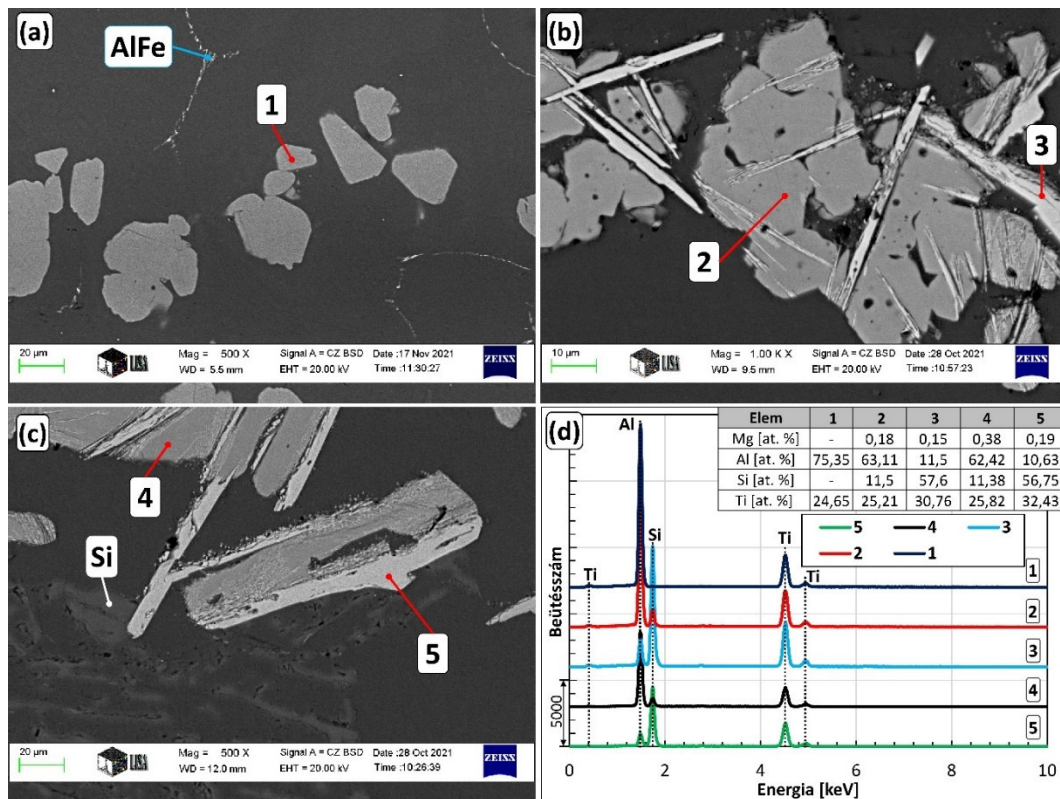 (a)
AlFe
1
20 µm
LISA
Mag = 500 X
Signal A = CZ BSD
Date :17 Nov 2021
WD = 5.5 mm
EHT = 20.00 kV
Time :11:30:27
ZEISS
(b)
3
2
10 µm
LISA
Mag = 1.00 K X
Signal A = CZ BSD
Date :28 Oct 2021
WD = 9.5 mm
EHT = 20.00 kV
Time :10:57:23
ZEISS
(c)
4
Si
5
20 µm
LISA
Mag = 500 X
Signal A = CZ BSD
Date :28 Oct 2021
WD = 12.0 mm
EHT = 20.00 kV
Time :10:26:39
ZEISS
(d)
Elem 1 2 3 4 5
Mg [at. %] - 0,18 0,15 0,38 0,19
Al [at. %] 75,35 63,11 11,5 62,42 10,63
Si [at. %] - 11,5 57,6 11,38 56,75
Ti [at. %] 24,65 25,21 30,76 25,82 32,43
5 4 3
2 1
Al
Si
Ti
Ti
Ti
1
2
3
4
5
Beütésszám
5000
0 2 4 6 8 10
Energia [keV]